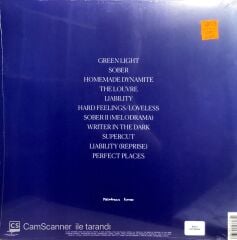 GREEN LIGHT
SOBER
HOMEMADE DYNAMITE
THE LOUVRE
LIABILITY
HARD FEELINGS/LOVELESS
SOBER II (MELODRAMA)
WRITER IN THE DARK
SUPERCUT
LIABILITY (REPRISE)
PERFECT PLACES
CS CamScanner ile tarandı